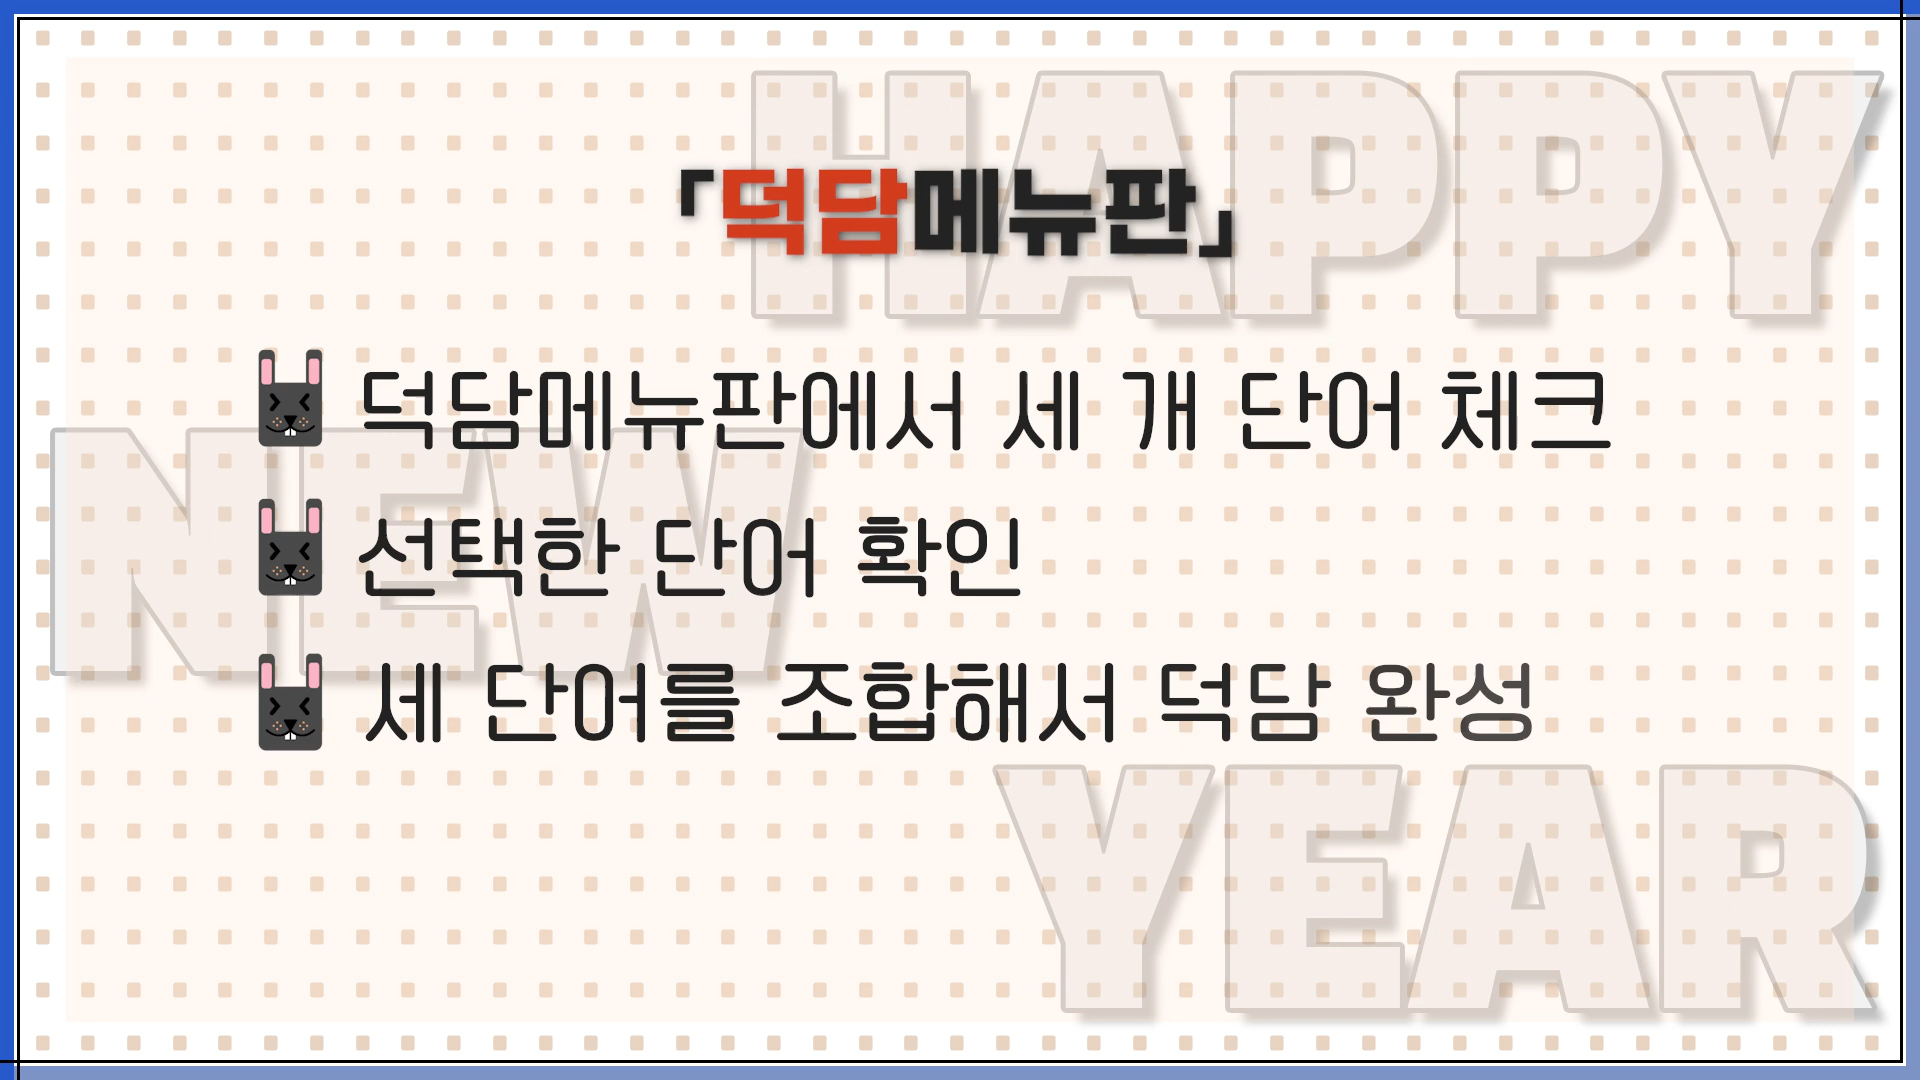 HAPPY
「덕담메뉴판」
덕담메뉴판에서 세 개 단어 체크
NEW
선택한 단어 확인
세 단어를 조합해서 덕담 완성
YEAR